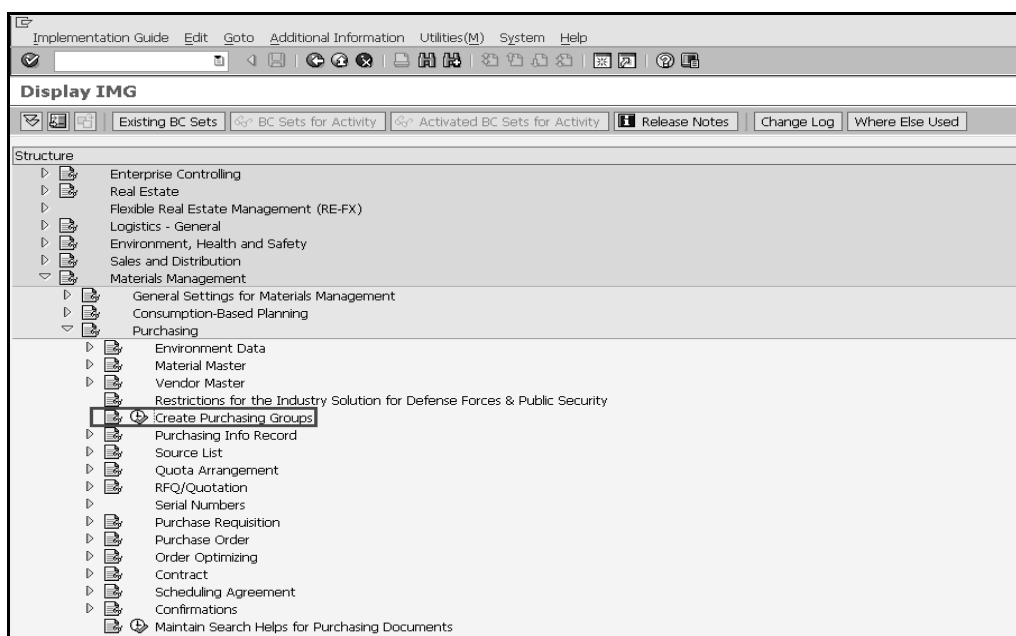 Implementation Guide Edit Goto Additional Information Utilities(M) System Help
Display IMG
Existing BC Sets BC Sets for Activity Activated BC Sets for Activity Release Notes Change Log Where Else Used
Structure
Enterprise Controlling
Real Estate
Flexible Real Estate Management (RE-FX)
Logistics - General
Environment, Health and Safety
Sales and Distribution
Materials Management
General Settings for Materials Management
Consumption-Based Planning
Purchasing
Environment Data
Material Master
Vendor Master
Restrictions for the Industry Solution for Defense Forces & Public Security
Create Purchasing Groups
Purchasing Info Record
Source List
Quota Arrangement
RFQ/Quotation
Serial Numbers
Purchase Requisition
Purchase Order
Order Optimizing
Contract
Scheduling Agreement
Confirmations
Maintain Search Helps for Purchasing Documents